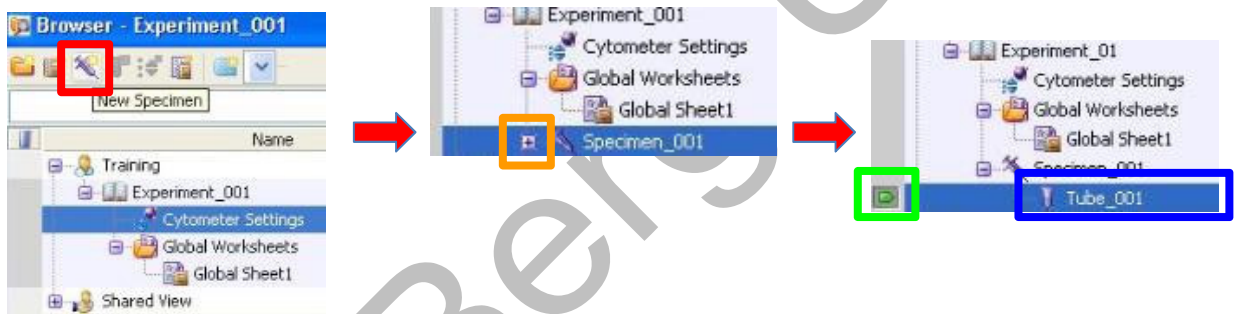 Browser - Experiment_001
New Specimen
Name
Training
Experiment_001
Cytometer Settings
Global Worksheets
Global Sheet1
Shared View
Experiment_001
Cytometer Settings
Global Worksheets
Global Sheet1
Specimen_001
Experiment_01
Cytometer Settings
Global Worksheets
Global Sheet1
Specimen_001
Tube_001